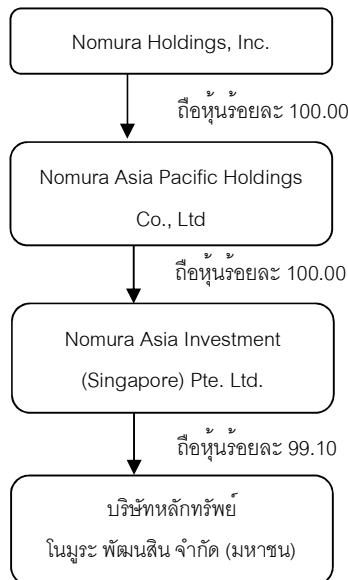 Nomura Holdings, Inc.
ถือหุ้นร้อยละ 100.00
Nomura Asia Pacific Holdings
Co., Ltd
ถือหุ้นร้อยละ 100.00
Nomura Asia Investment
(Singapore) Pte. Ltd.
ถือหุ้นร้อยละ 99.10
บริษัทหลักทรัพย์
โนมูระ พัฒนสิน จำกัด (มหาชน)